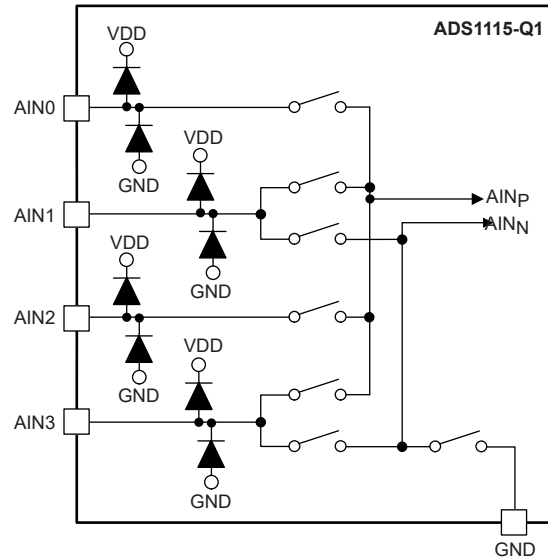 ADS1115-Q1
VDD
AIN0
VDD
GND
AINP
AIN1
AINN
VDD
GND
AIN2
VDD
GND
AIN3
GND
GND